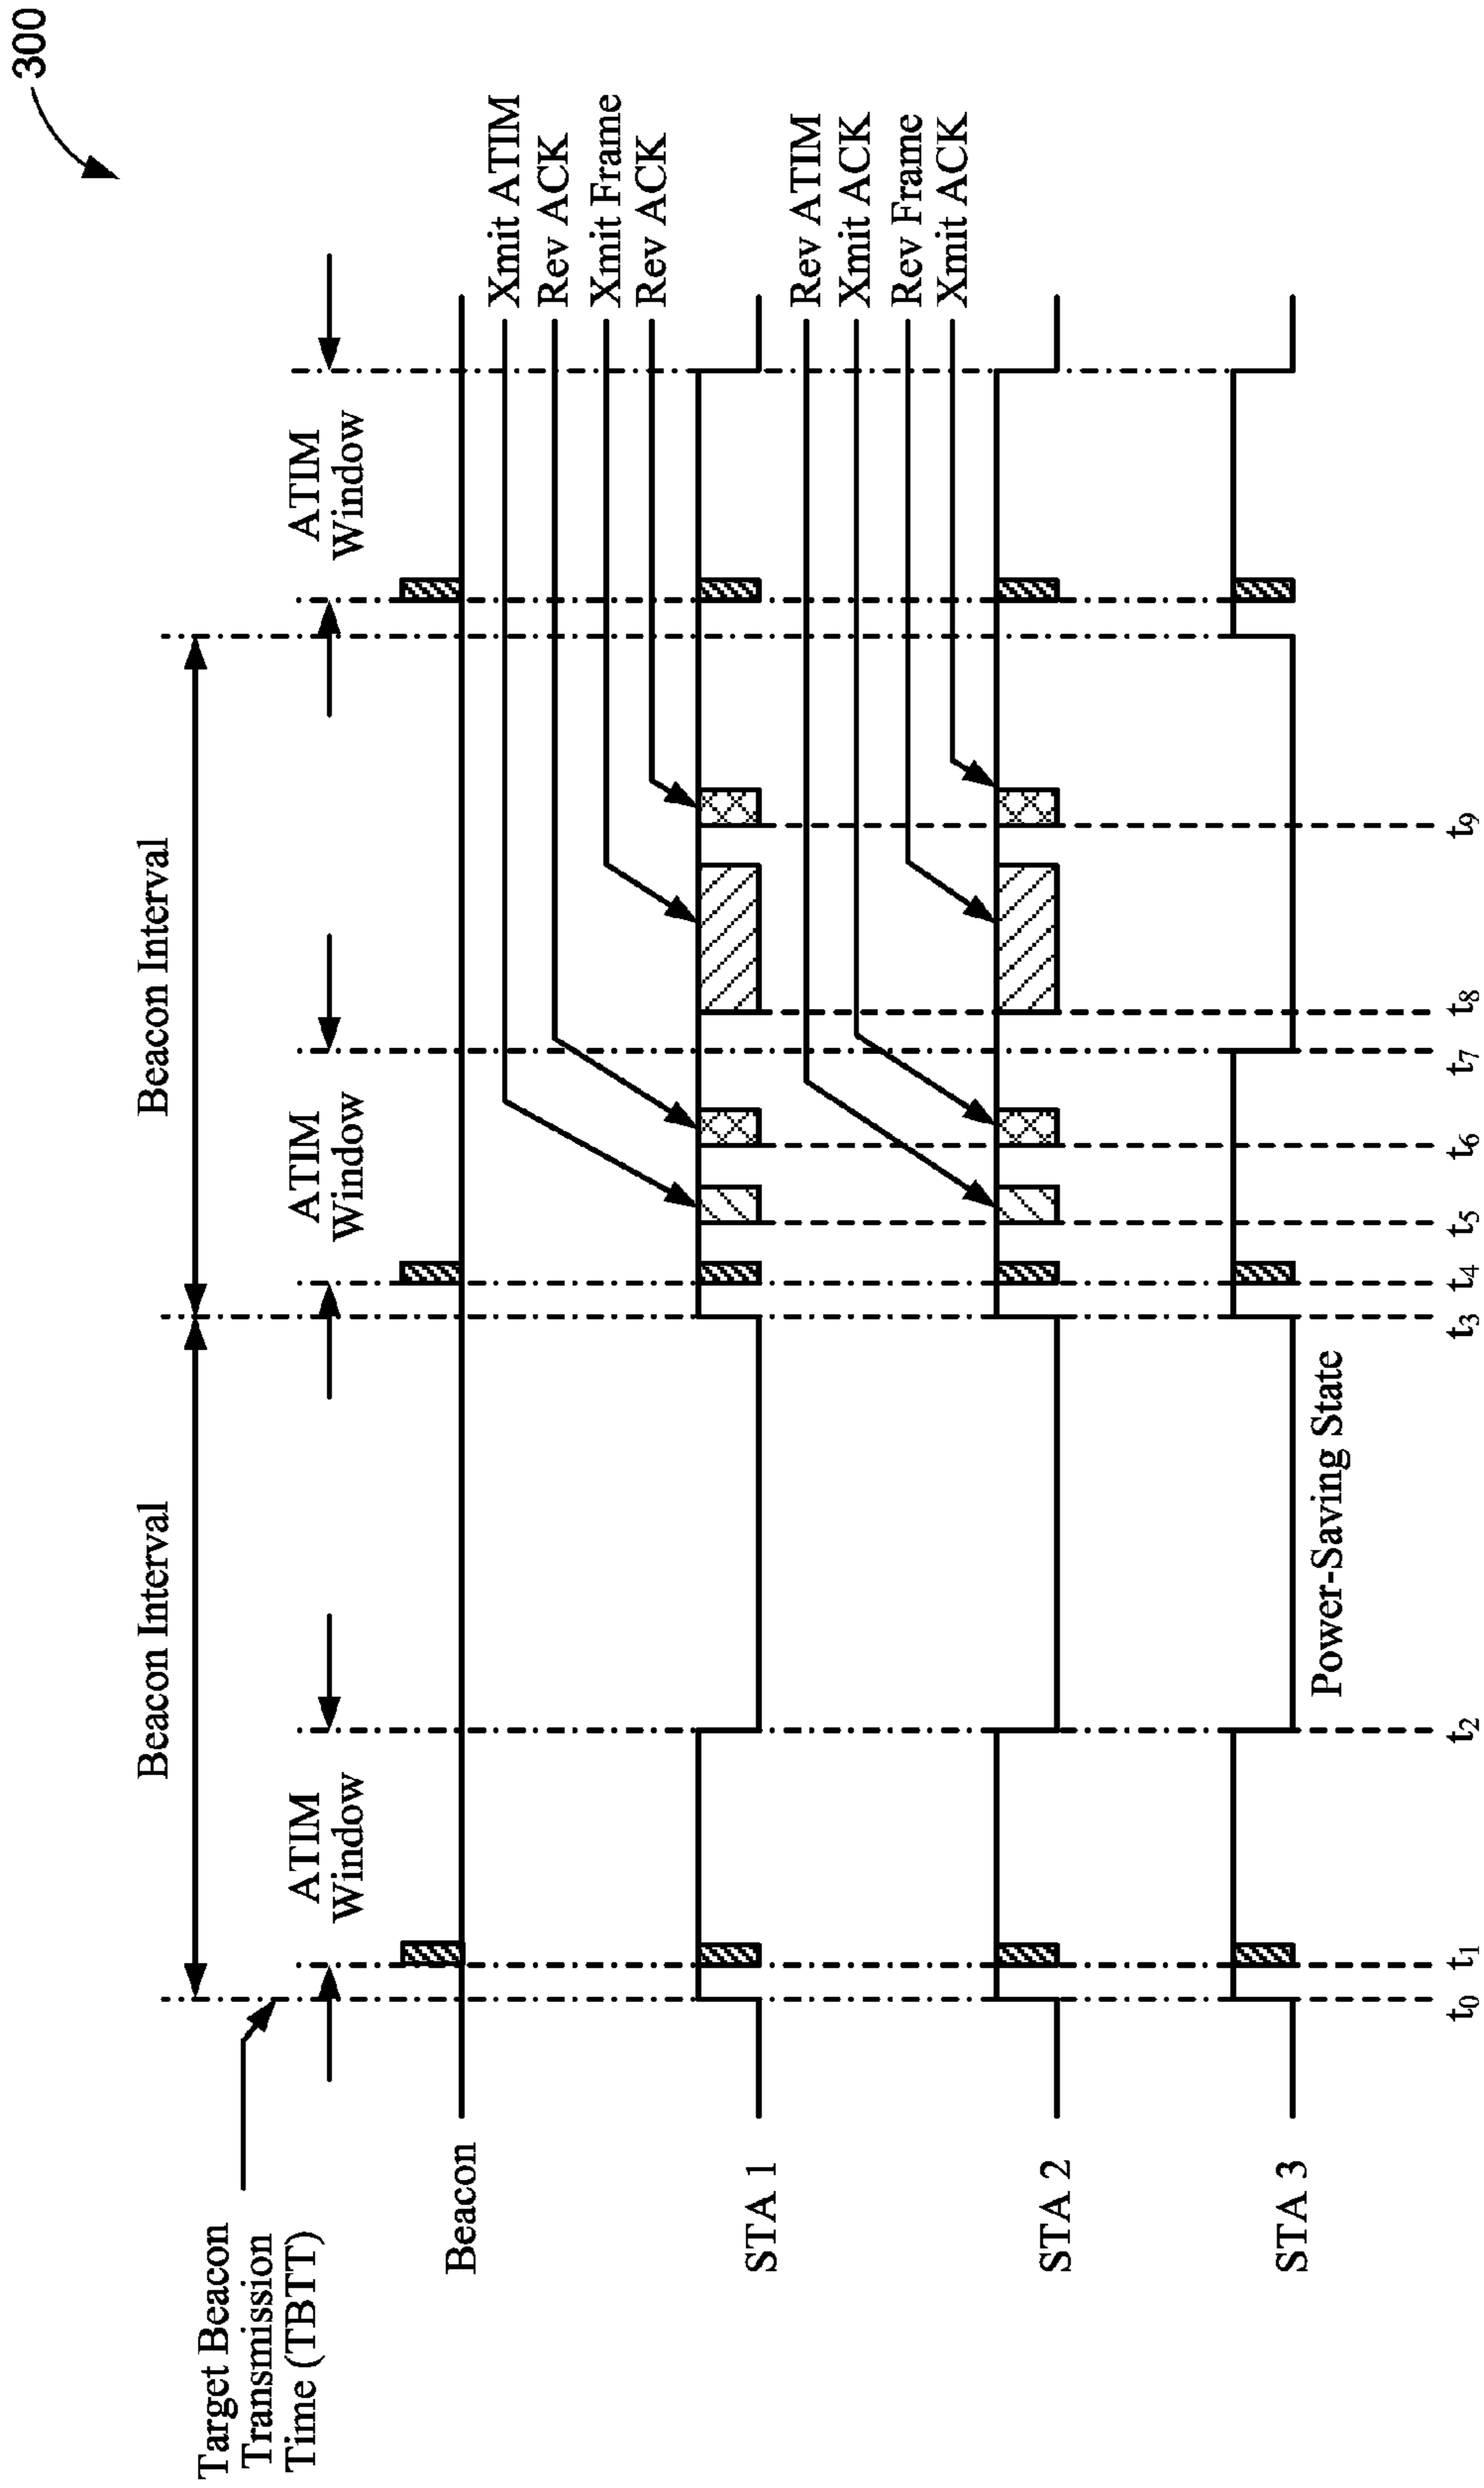 300
Target Beacon
Transmission
Time (TBTT)
Beacon Interval
Beacon Interval
ATIM
Window
ATIM
Window
ATIM
Window
Beacon
Xmit ATIM
Rev ACK
Xmit Frame
Rev ACK
STA 1
Rev ATIM
Xmit ACK
Rev Frame
Xmit ACK
STA 2
STA 3
Power-Saving State
t0 t1 t2 t3 t4 t5 t6 t7 t8 t9